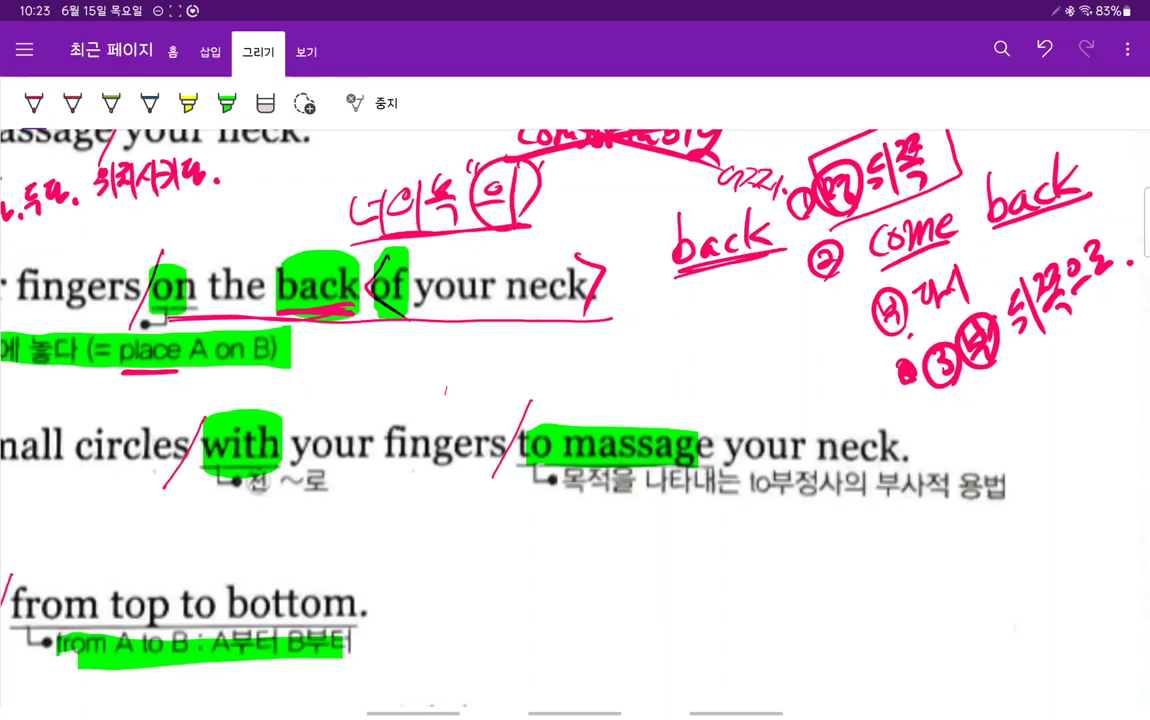 10:23 6월 15일 목요일 83%
최근 페이지 홈 삽입 그리기 보기
중지
assage your neck.
두다. 위치시키다.
너의 목 "의"
back
① 명 뒤쪽
② come back
부 다시
③ 부 뒤쪽으로.
fingers on the back of your neck.
에 놓다 (= place A on B)
mall circles with your fingers to massage your neck.
전 ~로 목적을 나타내는 to부정사의 부사적 용법
from top to bottom.
from A to B : A부터 B부터